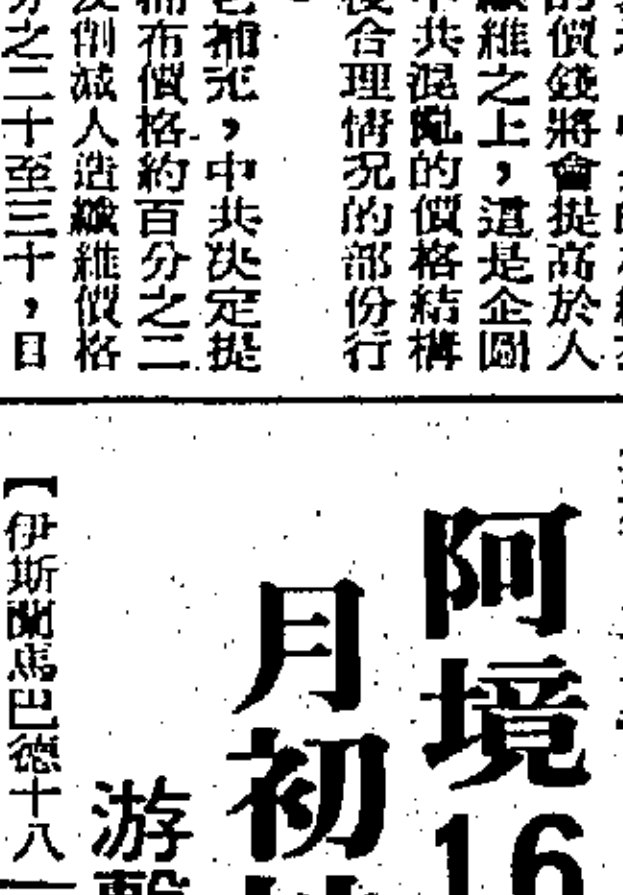 的價錢將會提高於人
纖維之上，這是企圖
中共混亂的價格結構
後合理情況的部份行
補充，中共決定提
布價格約百分之二
削減人造纖維價格
分之二十至三十，目
阿境16
月初
游擊
【伊斯蘭馬巴德十八